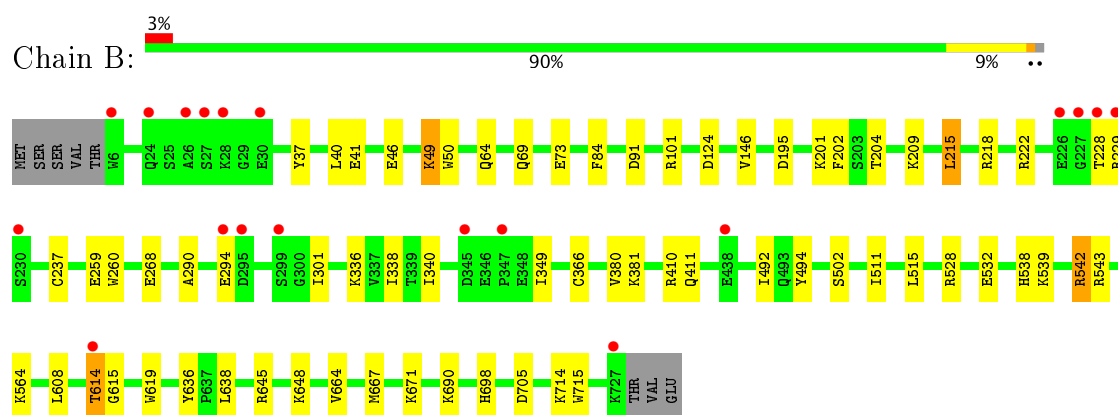 3%
Chain B:
90% 9% ••
MET SER SER VAL THR W6 Q24 S25 A26 S27 K28 G29 E30 Y37 L40 E41 E46 K49 W50 Q64 Q69 E73 F84 D91 R101 D124 V146 D195 K201 F202 S203 T204 K209 L215 R218 R222 E226 G227 T228 R229
S230 C237 E259 W260 E268 A290 E294 D295 S299 G300 I301 K336 V337 I338 T339 I340 D345 E346 P347 E348 I349 C366 V380 K381 R410 Q411 E438 I492 Q493 Y494 S502 I511 L515 R528 E532 H538 K539 R542 R543
K564 L608 T614 G615 W619 Y636 P637 L638 R645 K648 V664 M667 K671 K690 H698 D705 K714 W715 K727 THR VAL GLU